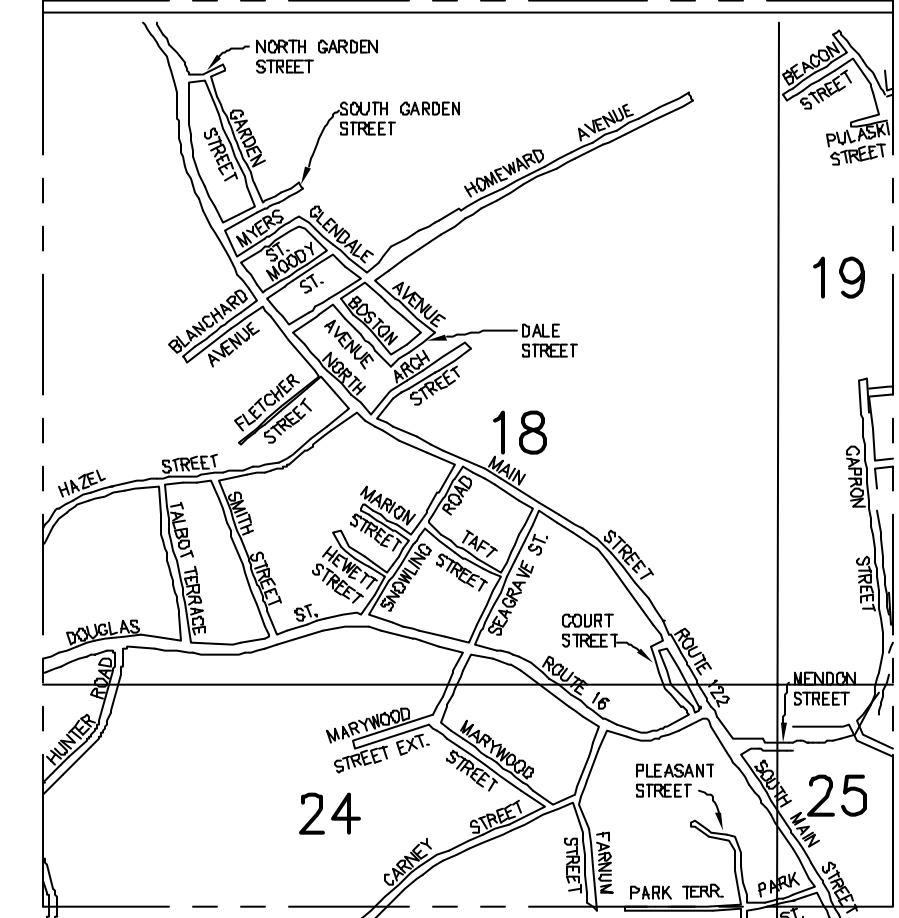 NORTH GARDEN
STREET
BEACON
STREET
PULASKI
STREET
SOUTH GARDEN
STREET
GARDEN
STREET
HOMEWARD AVENUE
MYERS
ST.
GLENDALE
AVENUE
MOODY
ST.
19
BLANCHARD
AVENUE
BOSTON
AVENUE
DALE
STREET
NORTH
ARCH
STREET
FLETCHER
STREET
18
MAIN
STREET
HAZEL STREET
CAPRON
STREET
TALBOT TERRACE
SMITH
STREET
MARION
STREET
ROAD
SNOWLING
TAFT
STREET
HEWETT
STREET
SEAGRAVE ST.
DOUGLAS
ST.
COURT
STREET
ROUTE 122
ROUTE 16
MENDON
STREET
HUNTER
ROAD
MARYWOOD
STREET EXT.
MARYWOOD
STREET
PLEASANT
STREET
SOUTH MAIN
STREET
24
25
CARNEY
STREET
FARNUM
STREET
PARK TERR.
PARK
ST.